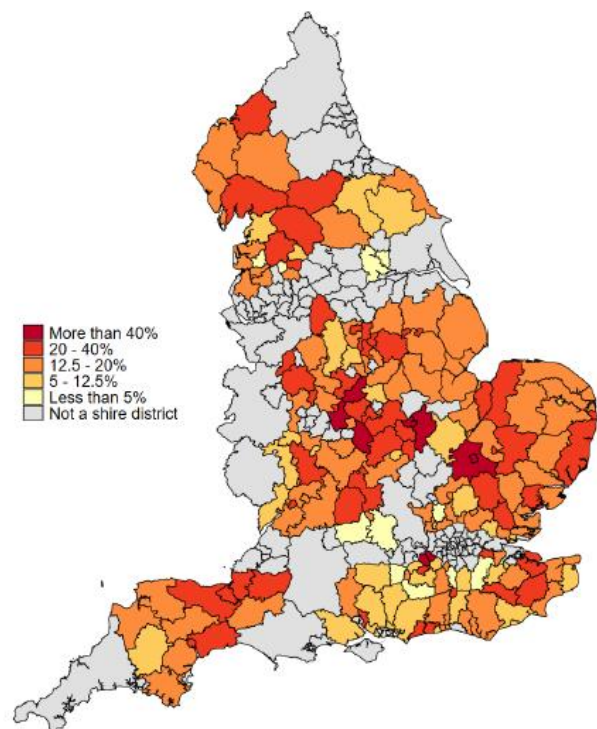 More than 40%
20 - 40%
12.5 - 20%
5 - 12.5%
Less than 5%
Not a shire district